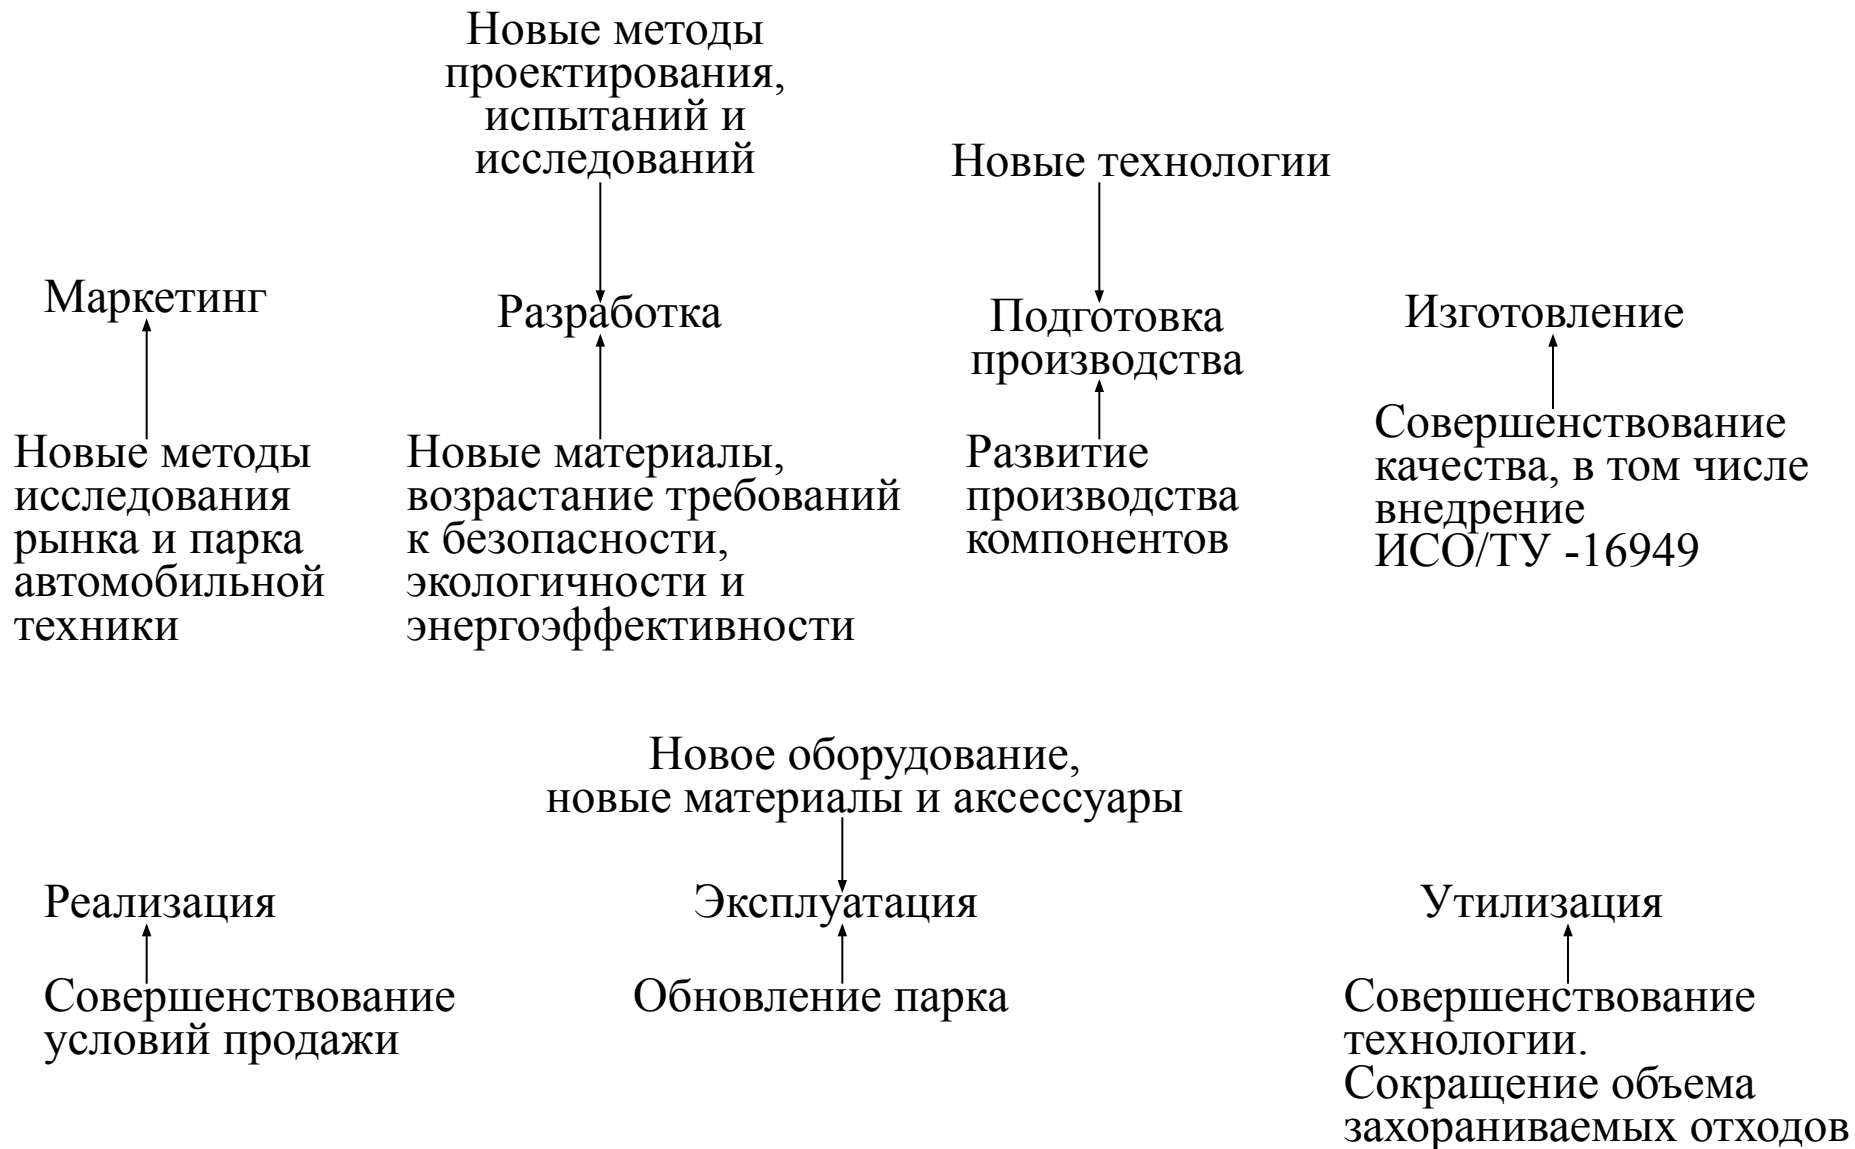 Новые методы
проектирования,
испытаний и
исследований
Новые технологии
Маркетинг
Разработка
Подготовка
производства
Изготовление
Новые методы
исследования
рынка и парка
автомобильной
техники
Новые материалы,
возрастание требований
к безопасности,
экологичности и
энергоэффективности
Развитие
производства
компонентов
Совершенствование
качества, в том числе
внедрение
ИСО/ТУ -16949
Новое оборудование,
новые материалы и аксессуары
Реализация
Эксплуатация
Утилизация
Совершенствование
условий продажи
Обновление парка
Совершенствование
технологии.
Сокращение объема
захораниваемых отходов